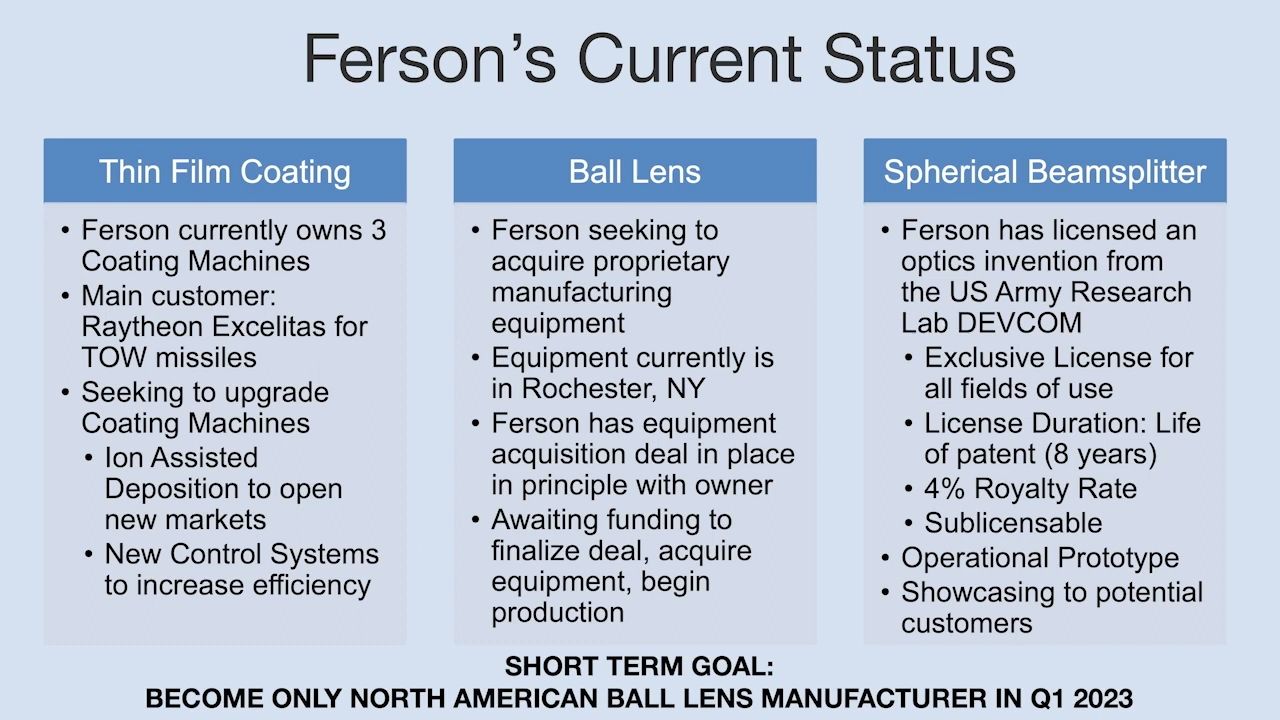 Ferson’s Current Status
Thin Film Coating
• Ferson currently owns 3
Coating Machines
• Main customer:
Raytheon Excelitas for
TOW missiles
• Seeking to upgrade
Coating Machines
• Ion Assisted
Deposition to open
new markets
• New Control Systems
to increase efficiency
Ball Lens
• Ferson seeking to
acquire proprietary
manufacturing
equipment
• Equipment currently is
in Rochester, NY
• Ferson has equipment
acquisition deal in place
in principle with owner
• Awaiting funding to
finalize deal, acquire
equipment, begin
production
Spherical Beamsplitter
• Ferson has licensed an
optics invention from
the US Army Research
Lab DEVCOM
• Exclusive License for
all fields of use
• License Duration: Life
of patent (8 years)
• 4% Royalty Rate
• Sublicensable
• Operational Prototype
• Showcasing to potential
customers
SHORT TERM GOAL:
BECOME ONLY NORTH AMERICAN BALL LENS MANUFACTURER IN Q1 2023